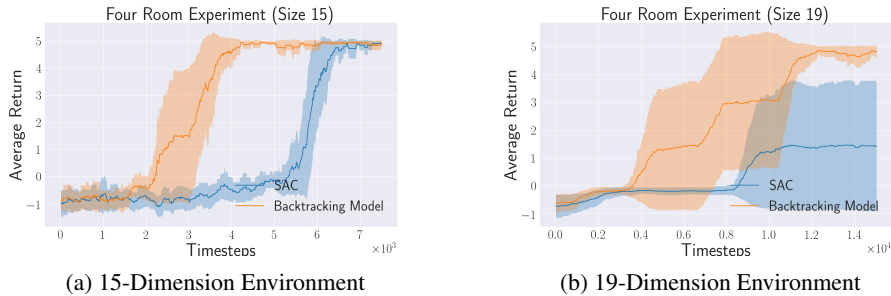 Four Room Experiment (Size 15)
Average Return
5
4
3
2
1
0
−1
SAC
Backtracking Model
0 1 2 3 4 5 6 7
Timesteps
×10³
(a) 15-Dimension Environment
Four Room Experiment (Size 19)
Average Return
5
4
3
2
1
0
−1
SAC
Backtracking Model
0.0 0.2 0.4 0.6 0.8 1.0 1.2 1.4
Timesteps
×10⁴
(b) 19-Dimension Environment